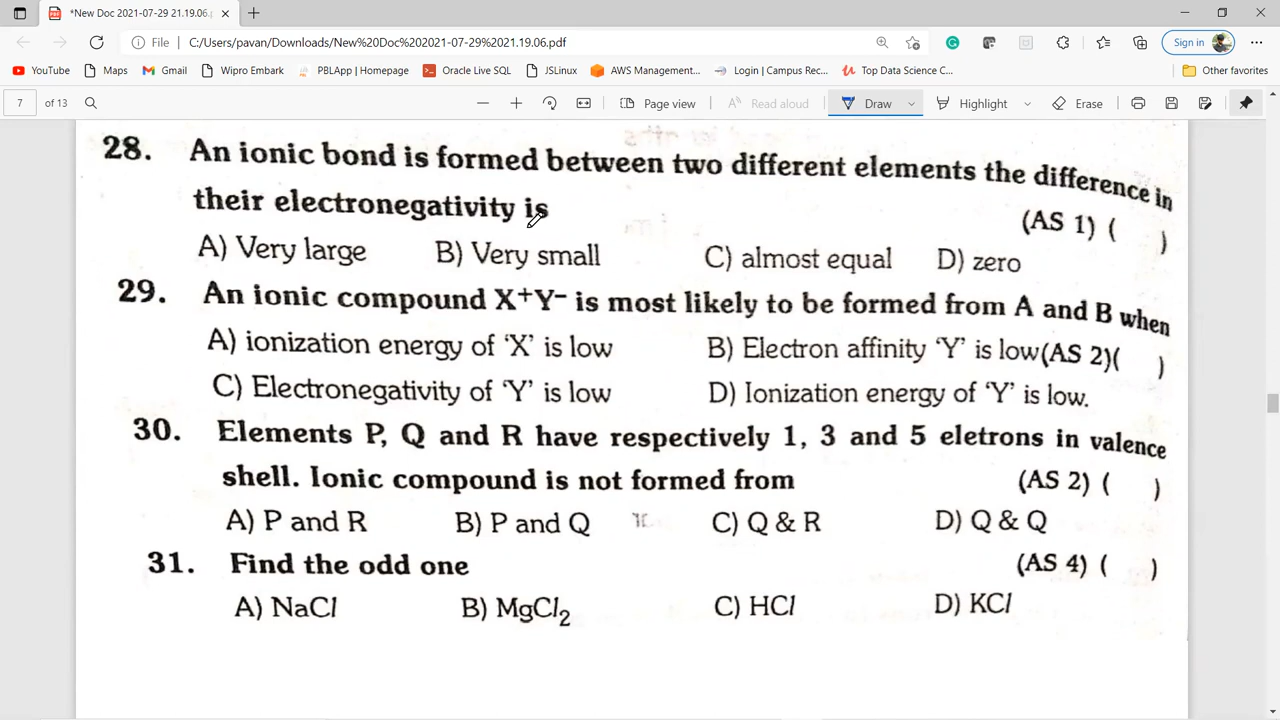 *New Doc 2021-07-29 21.19.06.p
File C:/Users/pavan/Downloads/New%20Doc%202021-07-29%2021.19.06.pdf Sign in
YouTube Maps Gmail Wipro Embark PBLApp | Homepage Oracle Live SQL JSLinux AWS Management... Login | Campus Rec... Top Data Science C... Other favorites
7 of 13 Page view Read aloud Draw Highlight Erase
28. An ionic bond is formed between two different elements the difference in
their electronegativity is (AS 1) ( )
A) Very large B) Very small C) almost equal D) zero
29. An ionic compound X⁺Y⁻ is most likely to be formed from A and B when
A) ionization energy of ‘X’ is low B) Electron affinity ‘Y’ is low(AS 2)( )
C) Electronegativity of ‘Y’ is low D) Ionization energy of ‘Y’ is low.
30. Elements P, Q and R have respectively 1, 3 and 5 eletrons in valence
shell. Ionic compound is not formed from (AS 2) ( )
A) P and R B) P and Q C) Q & R D) Q & Q
31. Find the odd one (AS 4) ( )
A) NaCl B) MgCl₂ C) HCl D) KCl